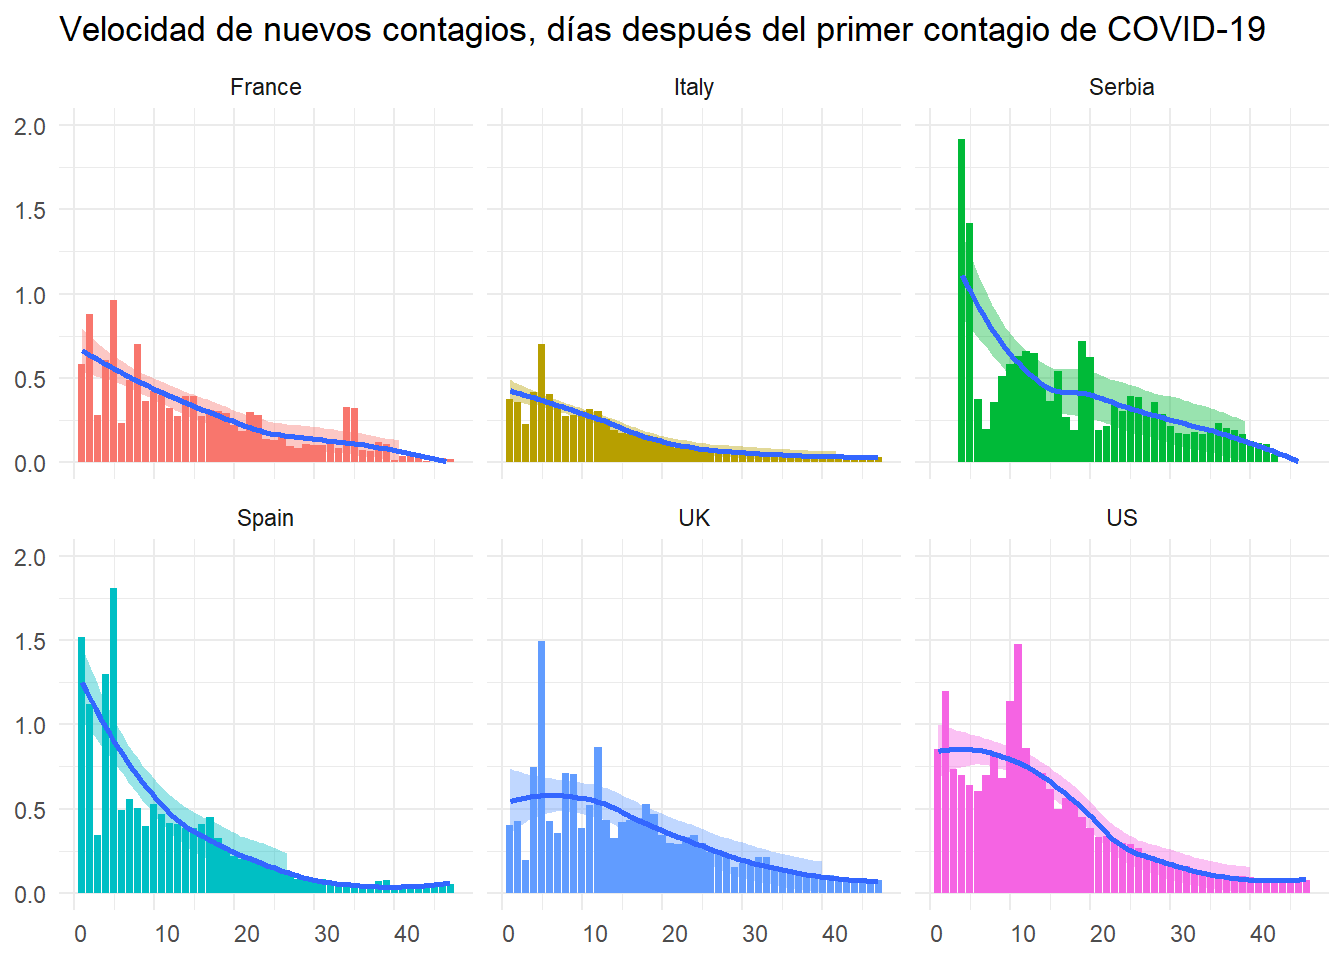 Velocidad de nuevos contagios, días después del primer contagio de COVID-19
France Italy Serbia
2.0
1.5
1.0
0.5
0.0
Spain UK US
2.0
1.5
1.0
0.5
0.0
0 10 20 30 40 0 10 20 30 40 0 10 20 30 40